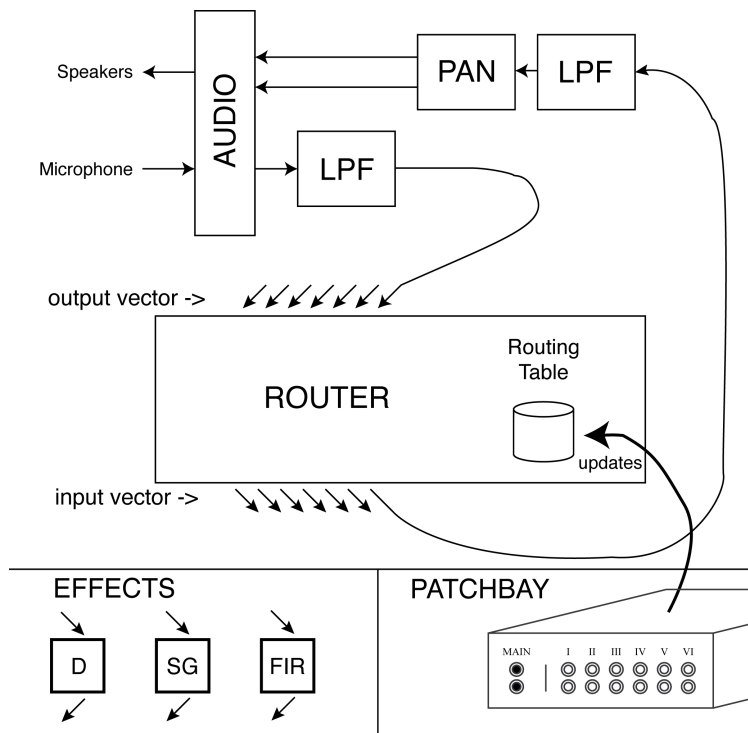 Speakers
AUDIO
PAN
LPF
Microphone
LPF
output vector ->
ROUTER
Routing
Table
updates
input vector ->
EFFECTS
D
SG
FIR
PATCHBAY
MAIN I II III IV V VI